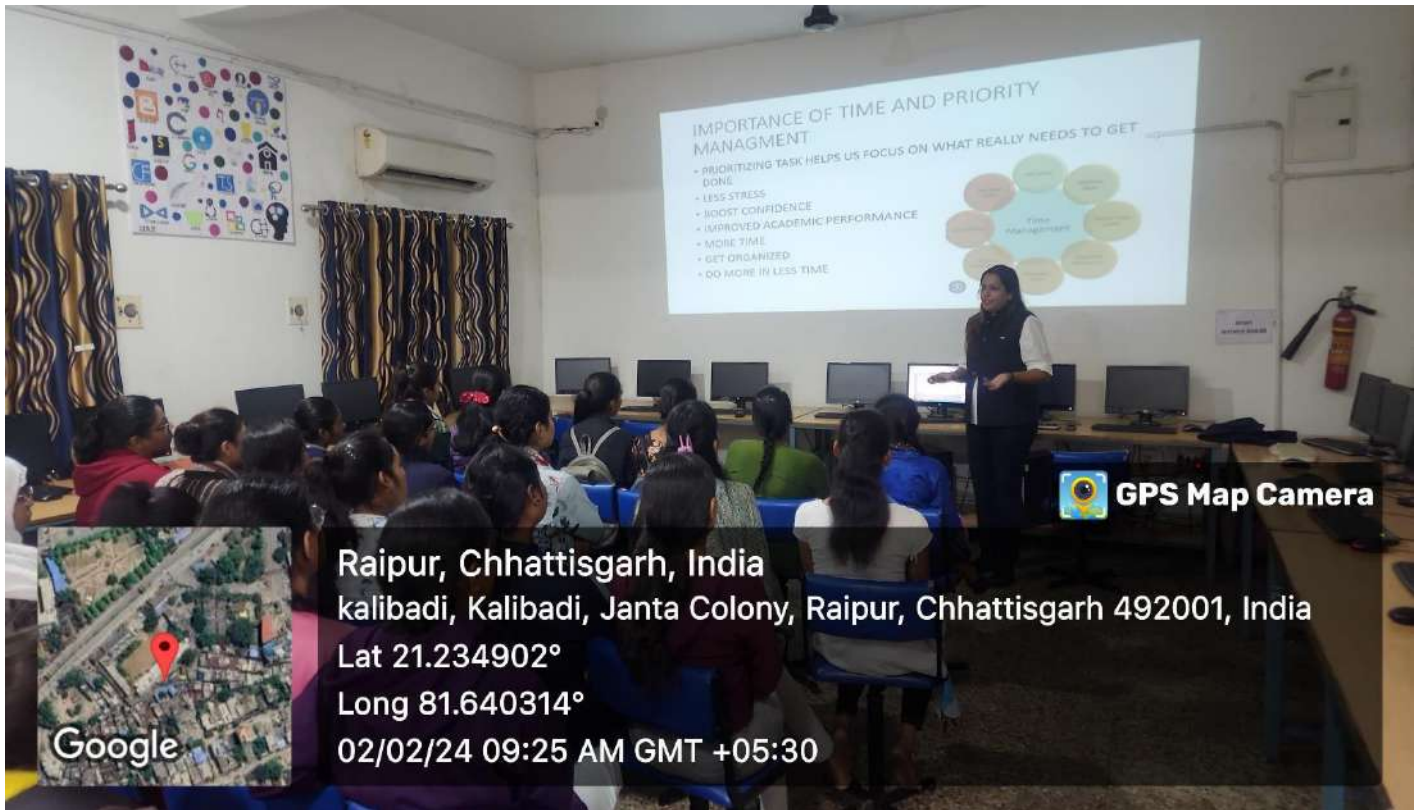 IMPORTANCE OF TIME AND PRIORITY
MANAGMENT
• PRIORITIZING TASK HELPS US FOCUS ON WHAT REALLY NEEDS TO GET
DONE
• LESS STRESS
• BOOST CONFIDENCE
• IMPROVED ACADEMIC PERFORMANCE
• MORE TIME
• GET ORGANIZED
• DO MORE IN LESS TIME
Time
Management
GPS Map Camera
Raipur, Chhattisgarh, India
kalibadi, Kalibadi, Janta Colony, Raipur, Chhattisgarh 492001, India
Lat 21.234902°
Long 81.640314°
02/02/24 09:25 AM GMT +05:30
Google